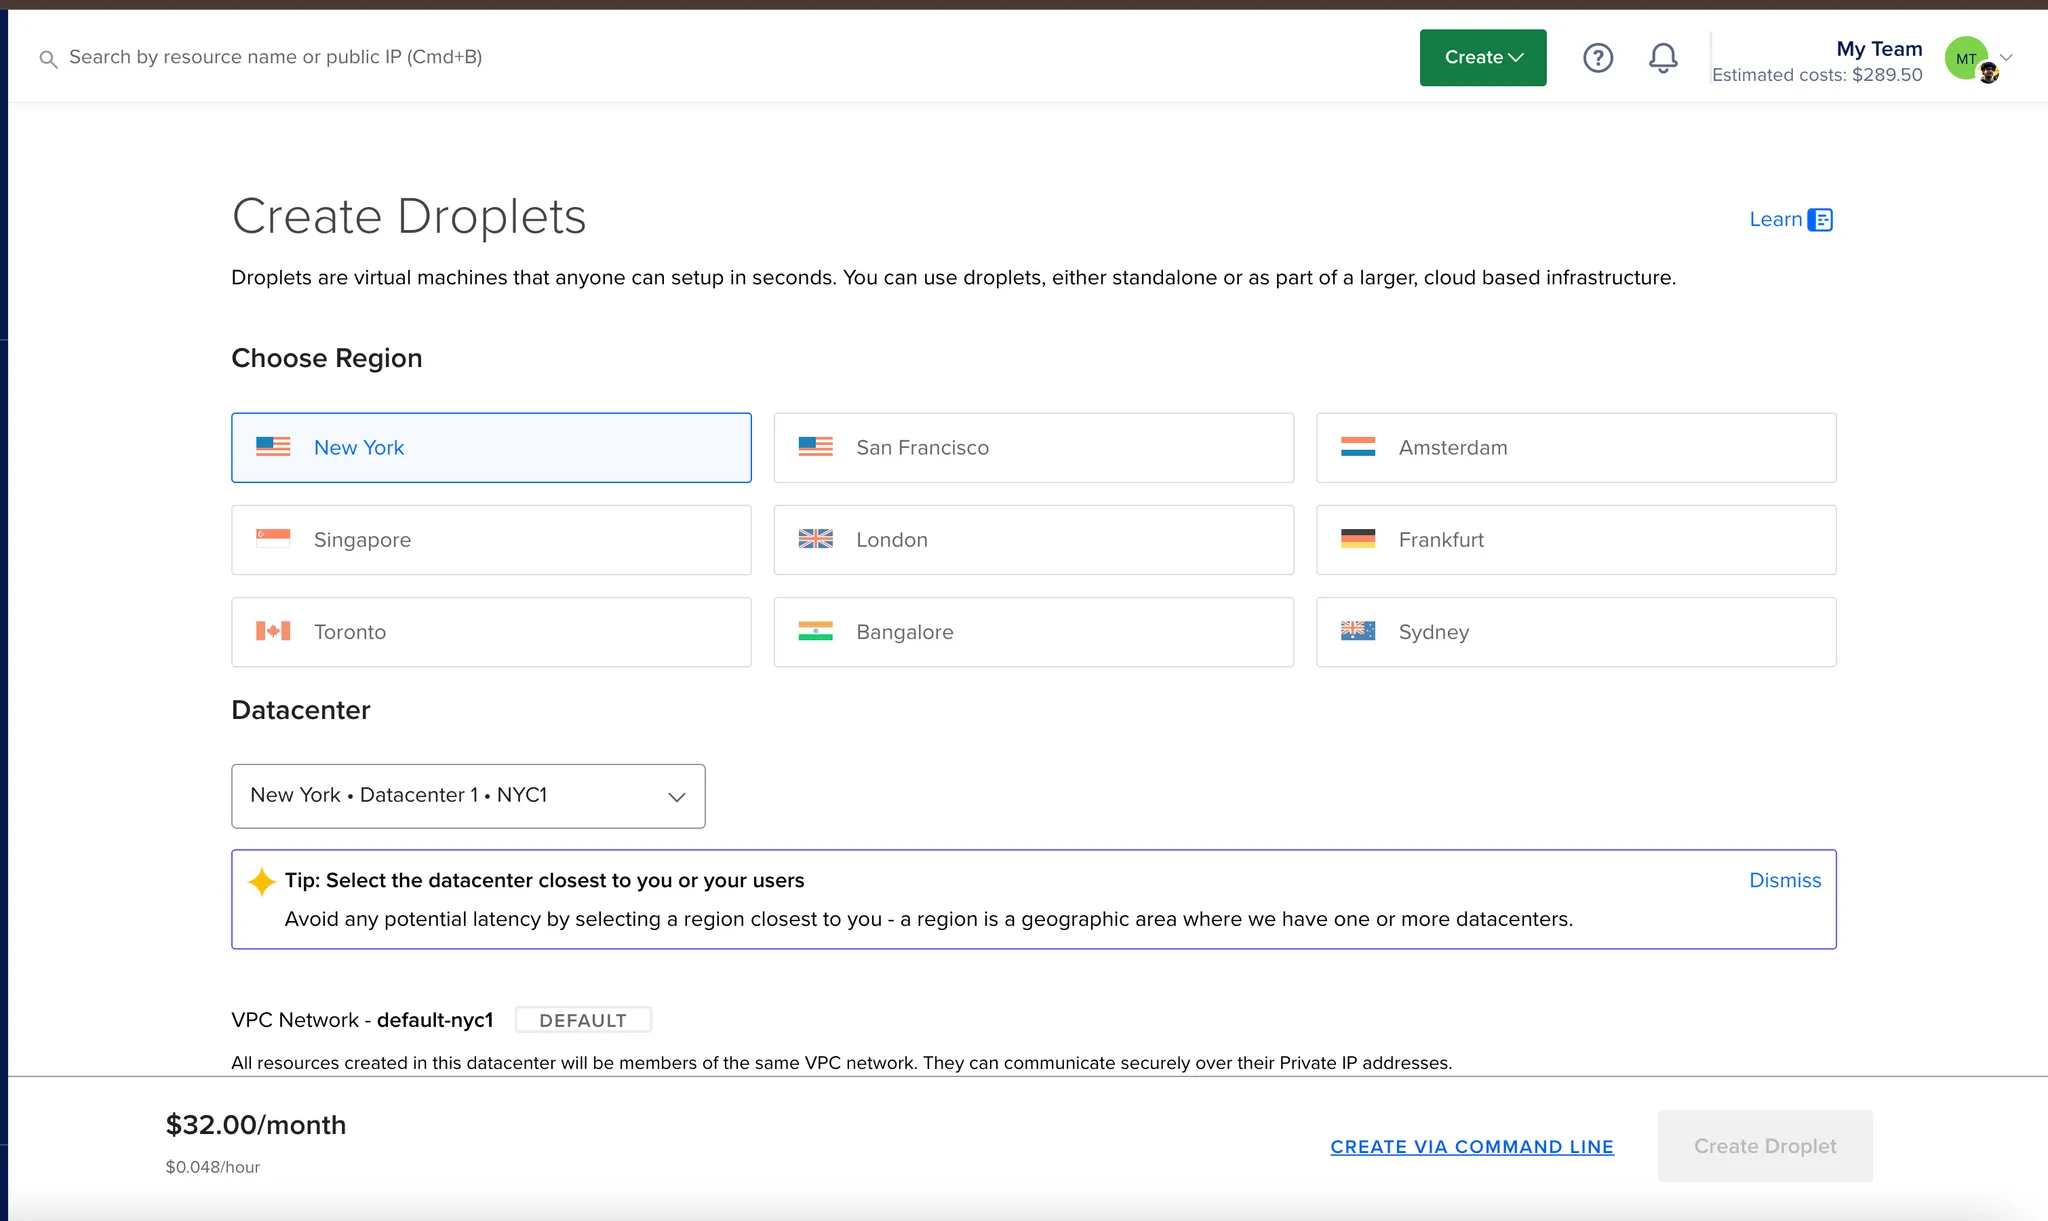 Search by resource name or public IP (Cmd+B)
Create
My Team
Estimated costs: $289.50
MT
Create Droplets
Learn
Droplets are virtual machines that anyone can setup in seconds. You can use droplets, either standalone or as part of a larger, cloud based infrastructure.
Choose Region
New York
San Francisco
Amsterdam
Singapore
London
Frankfurt
Toronto
Bangalore
Sydney
Datacenter
New York • Datacenter 1 • NYC1
Tip: Select the datacenter closest to you or your users
Dismiss
Avoid any potential latency by selecting a region closest to you - a region is a geographic area where we have one or more datacenters.
VPC Network - default-nyc1 DEFAULT
All resources created in this datacenter will be members of the same VPC network. They can communicate securely over their Private IP addresses.
$32.00/month
$0.048/hour
CREATE VIA COMMAND LINE
Create Droplet